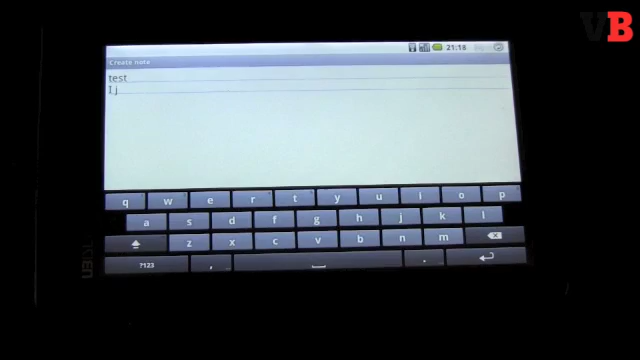 VB
21:18
Create note
test
I j
q w e r t y u i o p
a s d f g h j k l
z x c v b n m
?123 , .